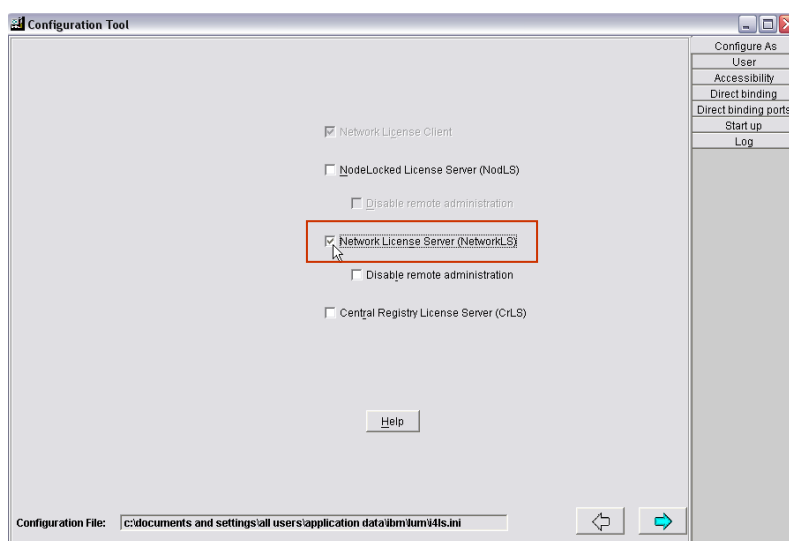 Configuration Tool
Configure As
User
Accessibility
Direct binding
Direct binding ports
Start up
Log
Network License Client
NodeLocked License Server (NodLS)
Disable remote administration
Network License Server (NetworkLS)
Disable remote administration
Central Registry License Server (CrLS)
Help
Configuration File: c:\documents and settings\all users\application data\ibm\lum\i4ls.ini